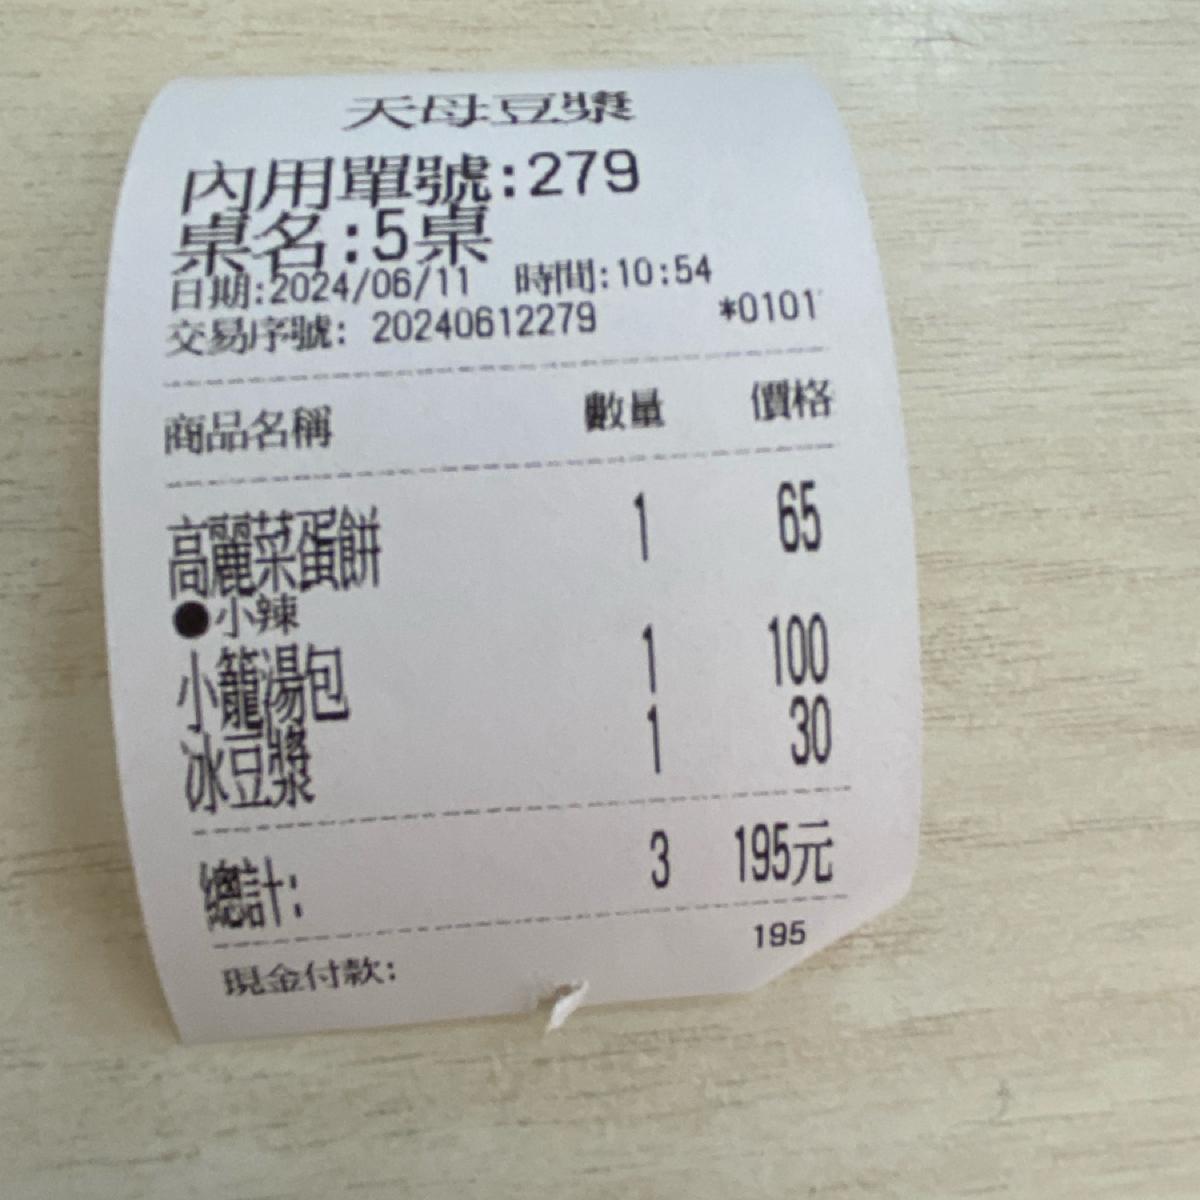 天母豆漿
內用單號:279
桌名:5桌
日期:2024/06/11 時間:10:54
交易序號: 20240612279 *0101
商品名稱 數量 價格
高麗菜蛋餅 1 65
●小辣
小籠湯包 1 100
冰豆漿 1 30
總計: 3 195元
現金付款: 195